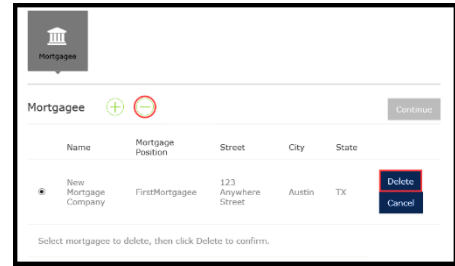 Mortgagee
Mortgagee
Continue
Name Mortgage Position Street City State
New Mortgage Company FirstMortgagee 123 Anywhere Street Austin TX Delete
Cancel
Select mortgagee to delete, then click Delete to confirm.